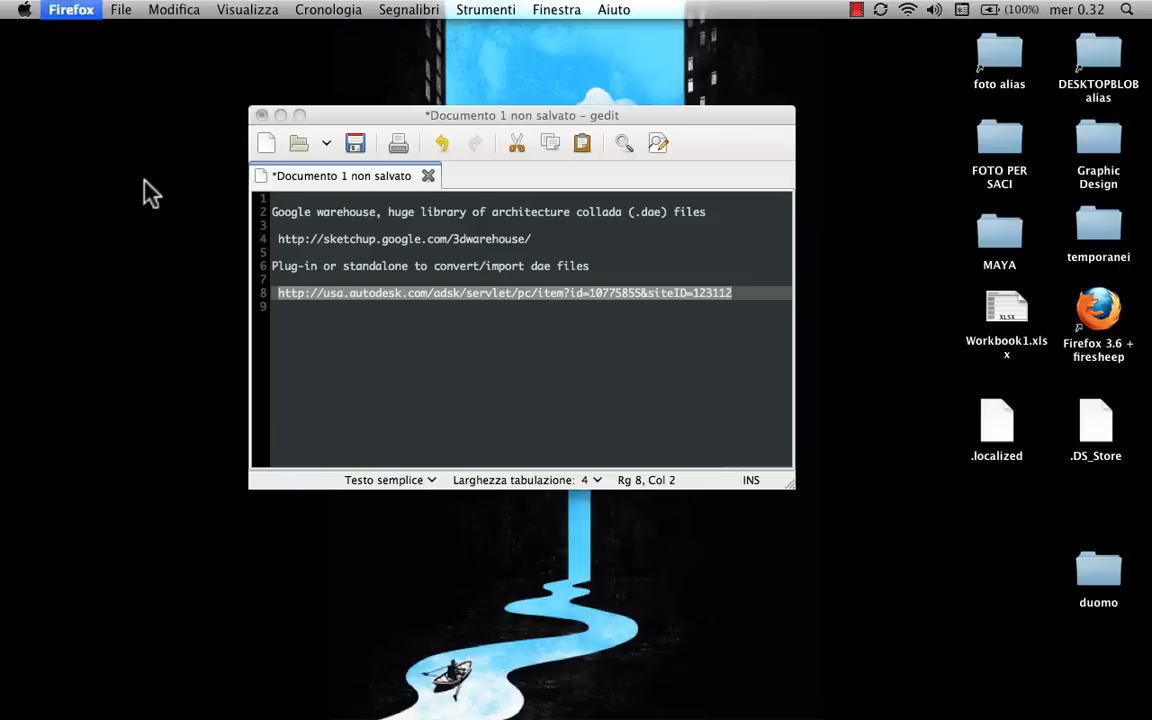 Firefox File Modifica Visualizza Cronologia Segnalibri Strumenti Finestra Aiuto (100%) mer 0.32
*Documento 1 non salvato – gedit
*Documento 1 non salvato
1
2 Google warehouse, huge library of architecture collada (.dae) files
3
4 http://sketchup.google.com/3dwarehouse/
5
6 Plug-in or standalone to convert/import dae files
7
8 http://usa.autodesk.com/adsk/servlet/pc/item?id=10775855&siteID=123112
9
Testo semplice Larghezza tabulazione: 4 Rg 8, Col 2 INS
foto alias
DESKTOPBLOB
alias
FOTO PER
SACI
Graphic
Design
MAYA
temporanei
XLSX
Workbook1.xls
x
Firefox 3.6 +
firesheep
.localized
.DS_Store
duomo